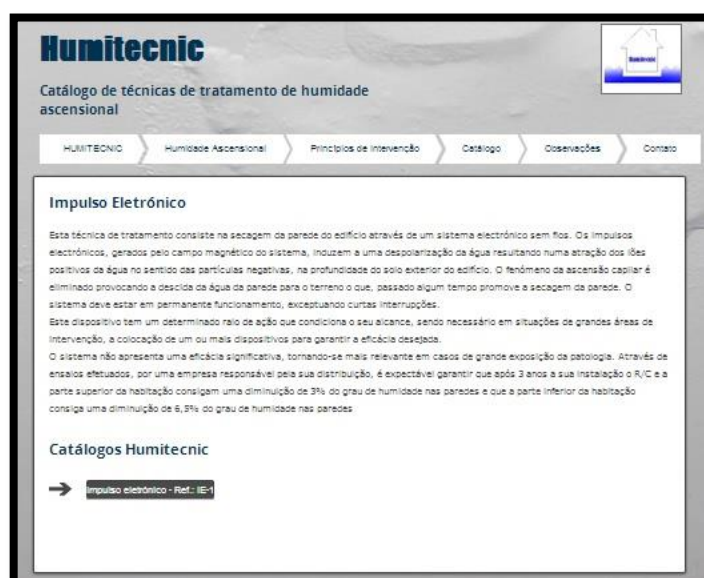 Humitecnic
Humitecnic
Catálogo de técnicas de tratamento de humidade
ascensional
HUMITECNIC
Humidade Ascensional
Princípios de Intervenção
Catálogo
Observações
Contato
Impulso Eletrónico
Esta técnica de tratamento consiste na secagem da parede do edifício através de um sistema electrónico sem fios. Os impulsos
electrónicos, gerados pelo campo magnético do sistema, induzem a uma despolarização da água resultando numa atração dos iões
positivos da água no sentido das partículas negativas, na profundidade do solo exterior do edifício. O fenómeno da ascensão capilar é
eliminado provocando a descida da água da parede para o terreno o que, passado algum tempo promove a secagem da parede. O
sistema deve estar em permanente funcionamento, exceptuando curtas interrupções.
Este dispositivo tem um determinado raio de ação que condiciona o seu alcance, sendo necessário em situações de grandes áreas de
intervenção, a colocação de um ou mais dispositivos para garantir a eficácia desejada.
O sistema não apresenta uma eficácia significativa, tornando-se mais relevante em casos de grande exposição da patologia. Através de
ensaios efetuados, por uma empresa responsável pela sua distribuição, é expectável garantir que após 3 anos a sua instalação o R/C e a
parte superior da habitação consigam uma diminuição de 3% do grau de humidade nas paredes e que a parte inferior da habitação
consiga uma diminuição de 6,5% do grau de humidade nas paredes
Catálogos Humitecnic
Impulso eletrónico - Ref.: IE-1